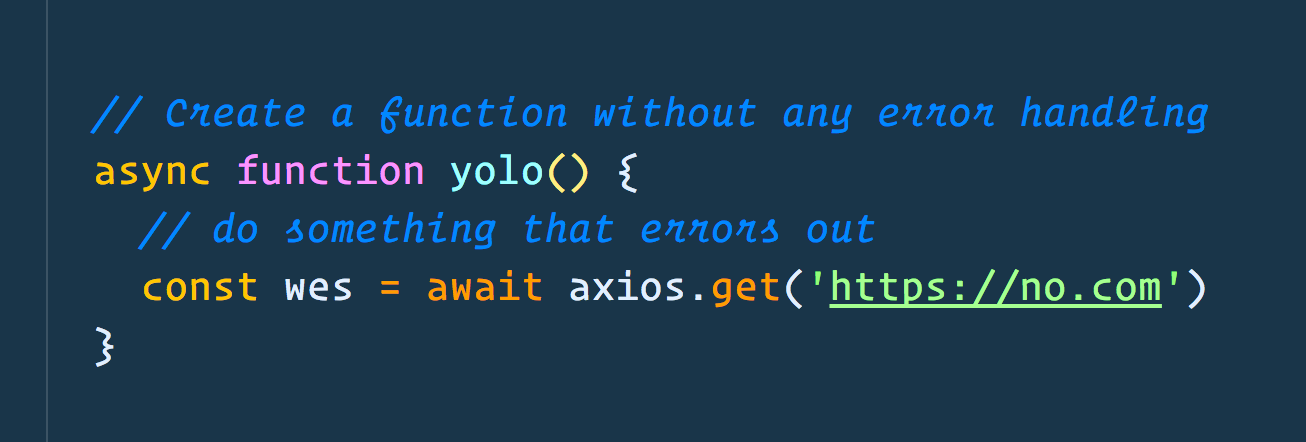 // Create a function without any error handling
async function yolo() {
  // do something that errors out
  const wes = await axios.get('https://no.com')
}